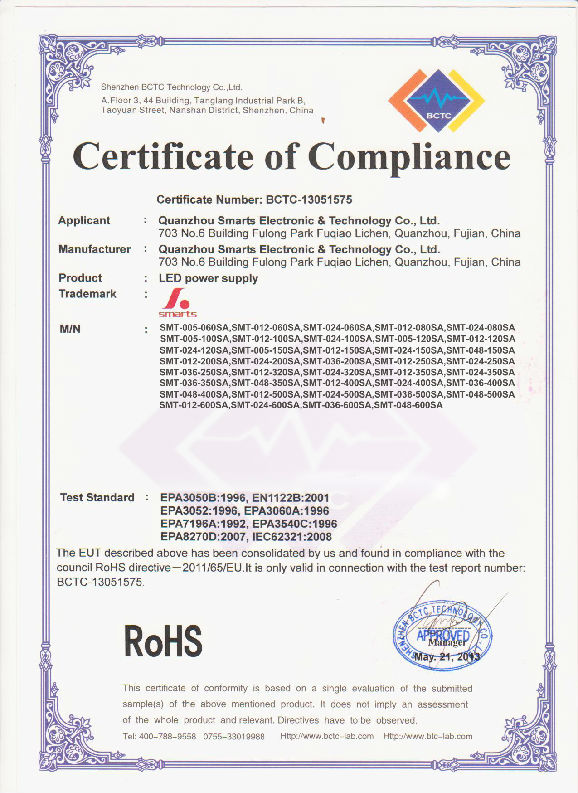 Shenzhen BCTC Technology Co.,Ltd.
A.Floor 3, 44 Building, Tanglang Industrial Park B,
Taoyuan Street, Nanshan District, Shenzhen, China
BCTC
Certificate of Compliance
Certificate Number: BCTC-13051575
Applicant : Quanzhou Smarts Electronic & Technology Co., Ltd.
703 No.6 Building Fulong Park Fuqiao Lichen, Quanzhou, Fujian, China
Manufacturer : Quanzhou Smarts Electronic & Technology Co., Ltd.
703 No.6 Building Fulong Park Fuqiao Lichen, Quanzhou, Fujian, China
Product : LED power supply
Trademark :
smarts
M/N : SMT-005-060SA,SMT-012-060SA,SMT-024-060SA,SMT-012-080SA,SMT-024-080SA
SMT-005-100SA,SMT-012-100SA,SMT-024-100SA,SMT-005-120SA,SMT-012-120SA
SMT-024-120SA,SMT-005-150SA,SMT-012-150SA,SMT-024-150SA,SMT-048-150SA
SMT-012-200SA,SMT-024-200SA,SMT-036-200SA,SMT-012-250SA,SMT-024-250SA
SMT-036-250SA,SMT-012-320SA,SMT-024-320SA,SMT-012-350SA,SMT-024-350SA
SMT-036-350SA,SMT-048-350SA,SMT-012-400SA,SMT-024-400SA,SMT-036-400SA
SMT-048-400SA,SMT-012-500SA,SMT-024-500SA,SMT-036-500SA,SMT-048-500SA
SMT-012-600SA,SMT-024-600SA,SMT-036-600SA,SMT-048-600SA
BCTC
Test Standard : EPA3050B:1996, EN1122B:2001
EPA3052:1996, EPA3060A:1996
EPA7196A:1992, EPA3540C:1996
EPA8270D:2007, IEC62321:2008
The EUT described above has been consolidated by us and found in compliance with the
council RoHS directive—2011/65/EU.It is only valid in connection with the test report number:
BCTC-13051575.
RoHS
SHENZHEN BCTC TECHNOLOGY CO., LTD.
APPROVED
Manager
May. 21, 2013
This certificate of conformity is based on a single evaluation of the submitted
sample(s) of the above mentioned product. It does not imply an assessment
of the whole product and relevant. Directives have to be observed.
Tel: 400-788-9558 0755-33019988 Http://www.bctc-lab.com Http://www.btc-lab.com